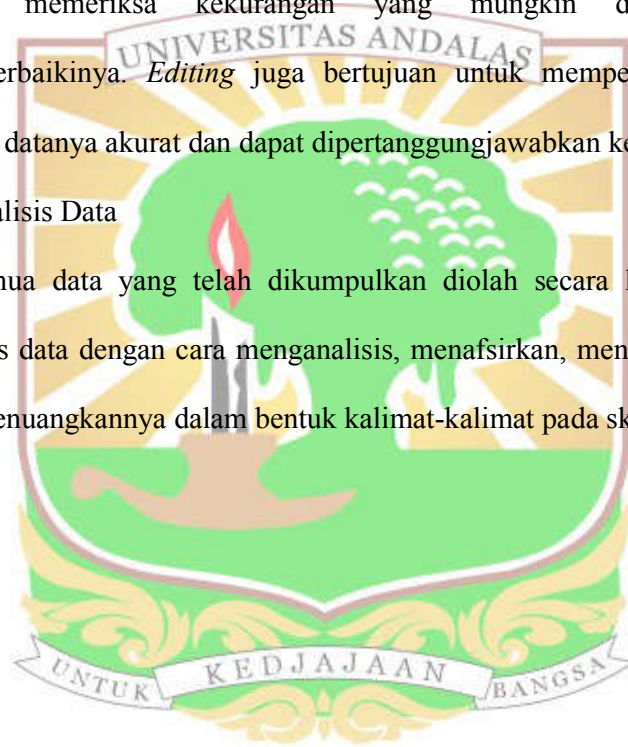 memeriksa kekurangan yang mungkin
UNIVERSITAS ANDALAS
erbaikinya. Editing juga bertujuan untuk mempe
datanya akurat dan dapat dipertanggungjawabkan ke
alisis Data
nua data yang telah dikumpulkan diolah secara
s data dengan cara menganalisis, menafsirkan, men
enuangkannya dalam bentuk kalimat-kalimat pada sk
UNTUK KEDJAJAAN BANGSA